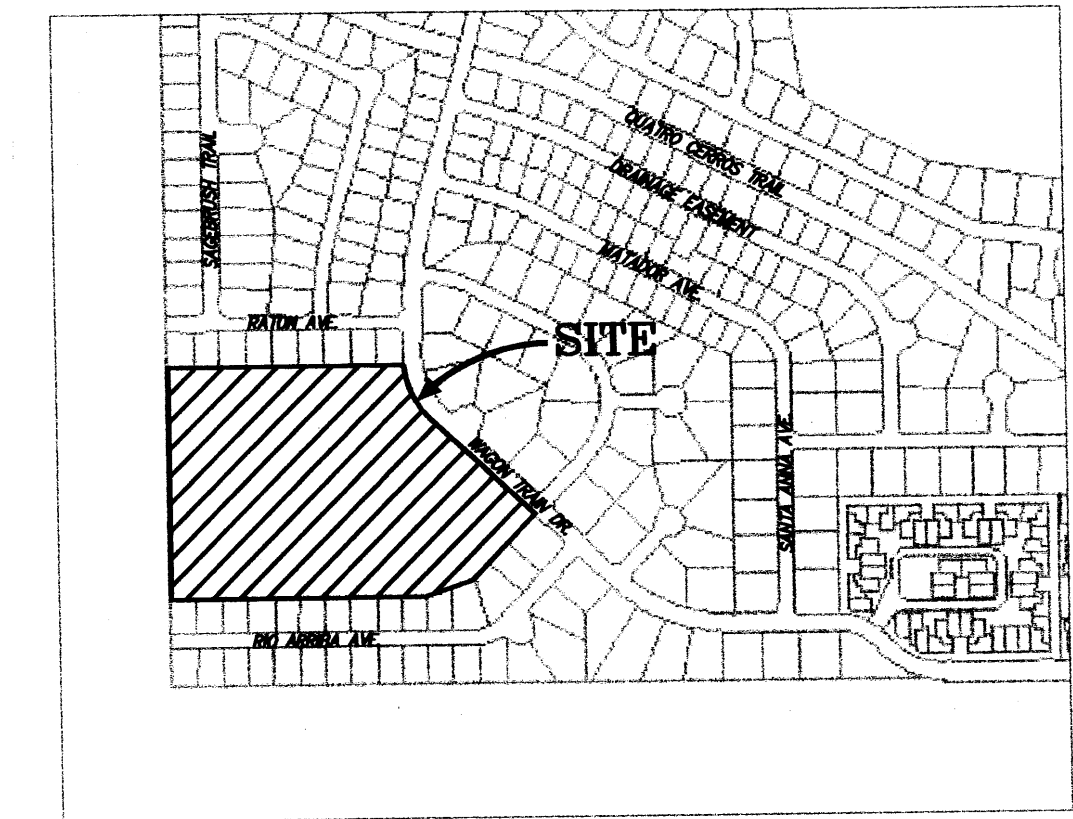 QUATRO CERROS TRAIL
DRAINAGE EASEMENT
SAGEBRUSH TRAIL
MATADOR AVE.
RATON AVE.
SITE
WAGON TRAIN DR.
SANTA ANNA AVE.
RIO ARRIBA AVE.